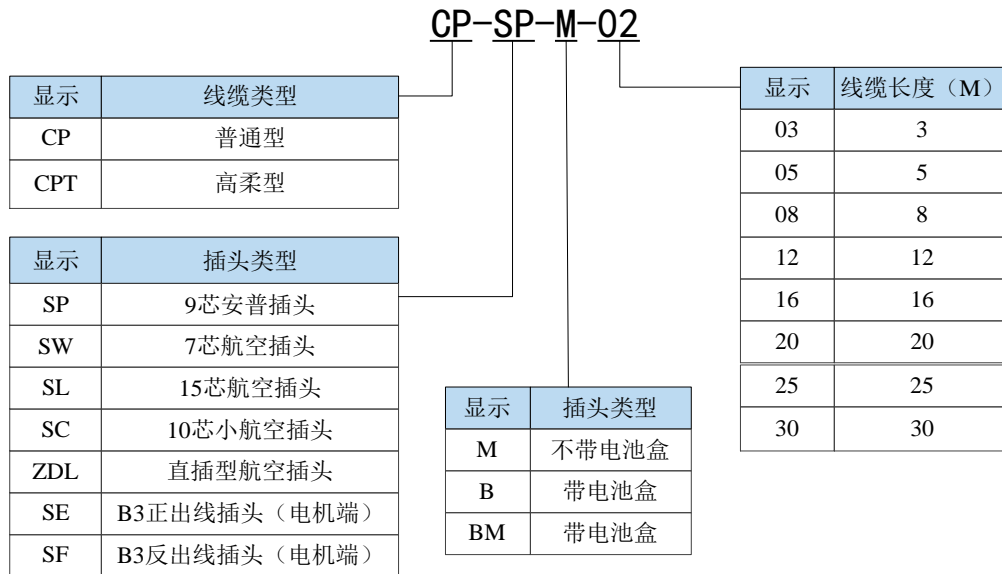 CP-SP-M-02
显示 线缆类型
CP 普通型
CPT 高柔型
显示 插头类型
SP 9芯安普插头
SW 7芯航空插头
SL 15芯航空插头
SC 10芯小航空插头
ZDL 直插型航空插头
SE B3正出线插头（电机端）
SF B3反出线插头（电机端）
显示 插头类型
M 不带电池盒
B 带电池盒
BM 带电池盒
显示 线缆长度（M）
03 3
05 5
08 8
12 12
16 16
20 20
25 25
30 30